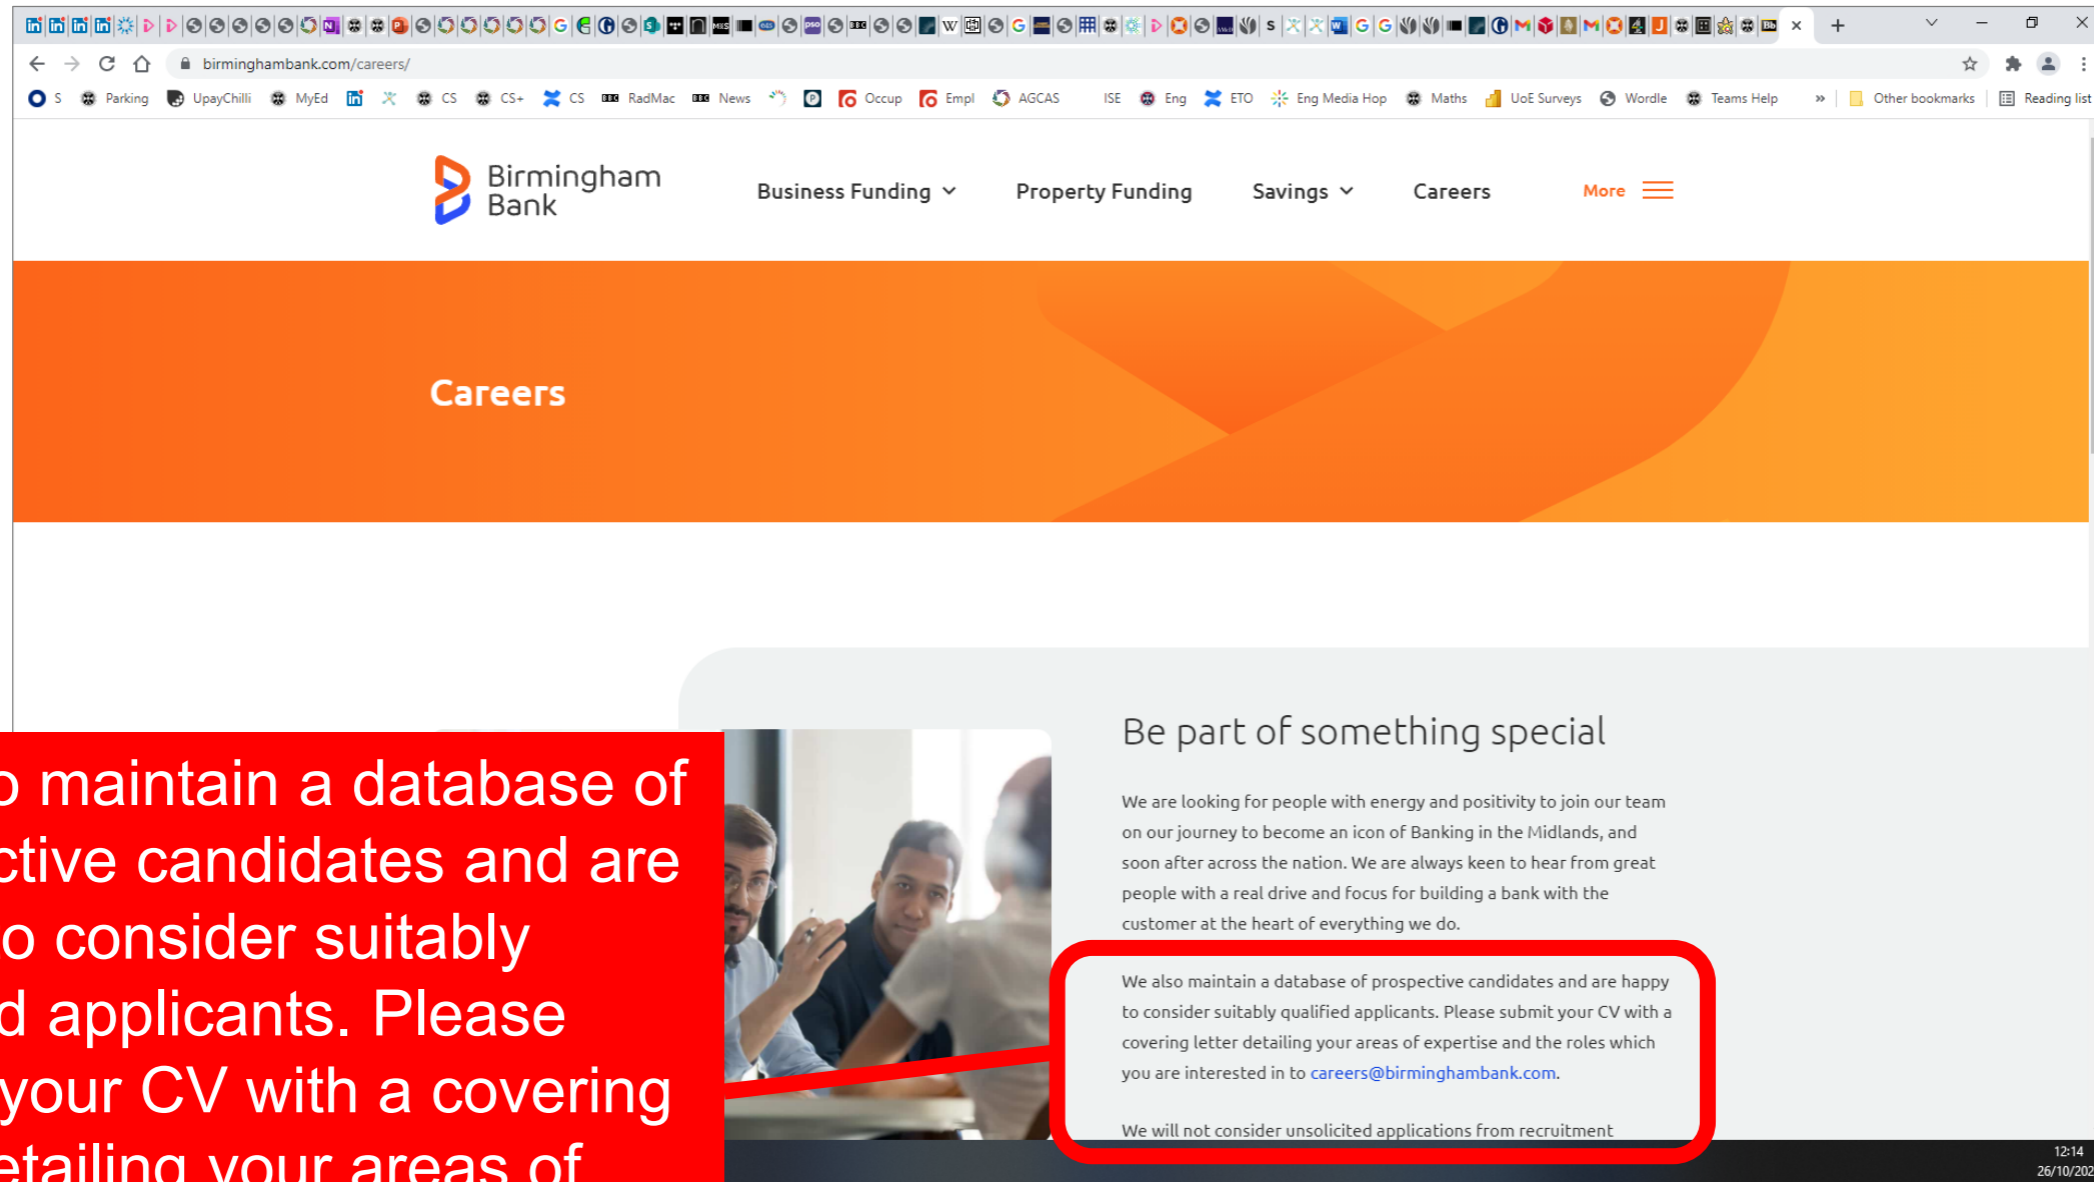 birminghambank.com/careers/
S Parking UpayChilli MyEd CS CS+ CS RadMac News Occup Empl AGCAS ISE Eng ETO Eng Media Hop Maths UoE Surveys Wordle Teams Help » Other bookmarks Reading list
Birmingham
Bank
Business Funding Property Funding Savings Careers More
Careers
Be part of something special
We are looking for people with energy and positivity to join our team
on our journey to become an icon of Banking in the Midlands, and
soon after across the nation. We are always keen to hear from great
people with a real drive and focus for building a bank with the
customer at the heart of everything we do.
We also maintain a database of prospective candidates and are happy
to consider suitably qualified applicants. Please submit your CV with a
covering letter detailing your areas of expertise and the roles which
you are interested in to careers@birminghambank.com.
We will not consider unsolicited applications from recruitment
o maintain a database of
ctive candidates and are
to consider suitably
d applicants. Please
your CV with a covering
etailing your areas of
12:14
26/10/202